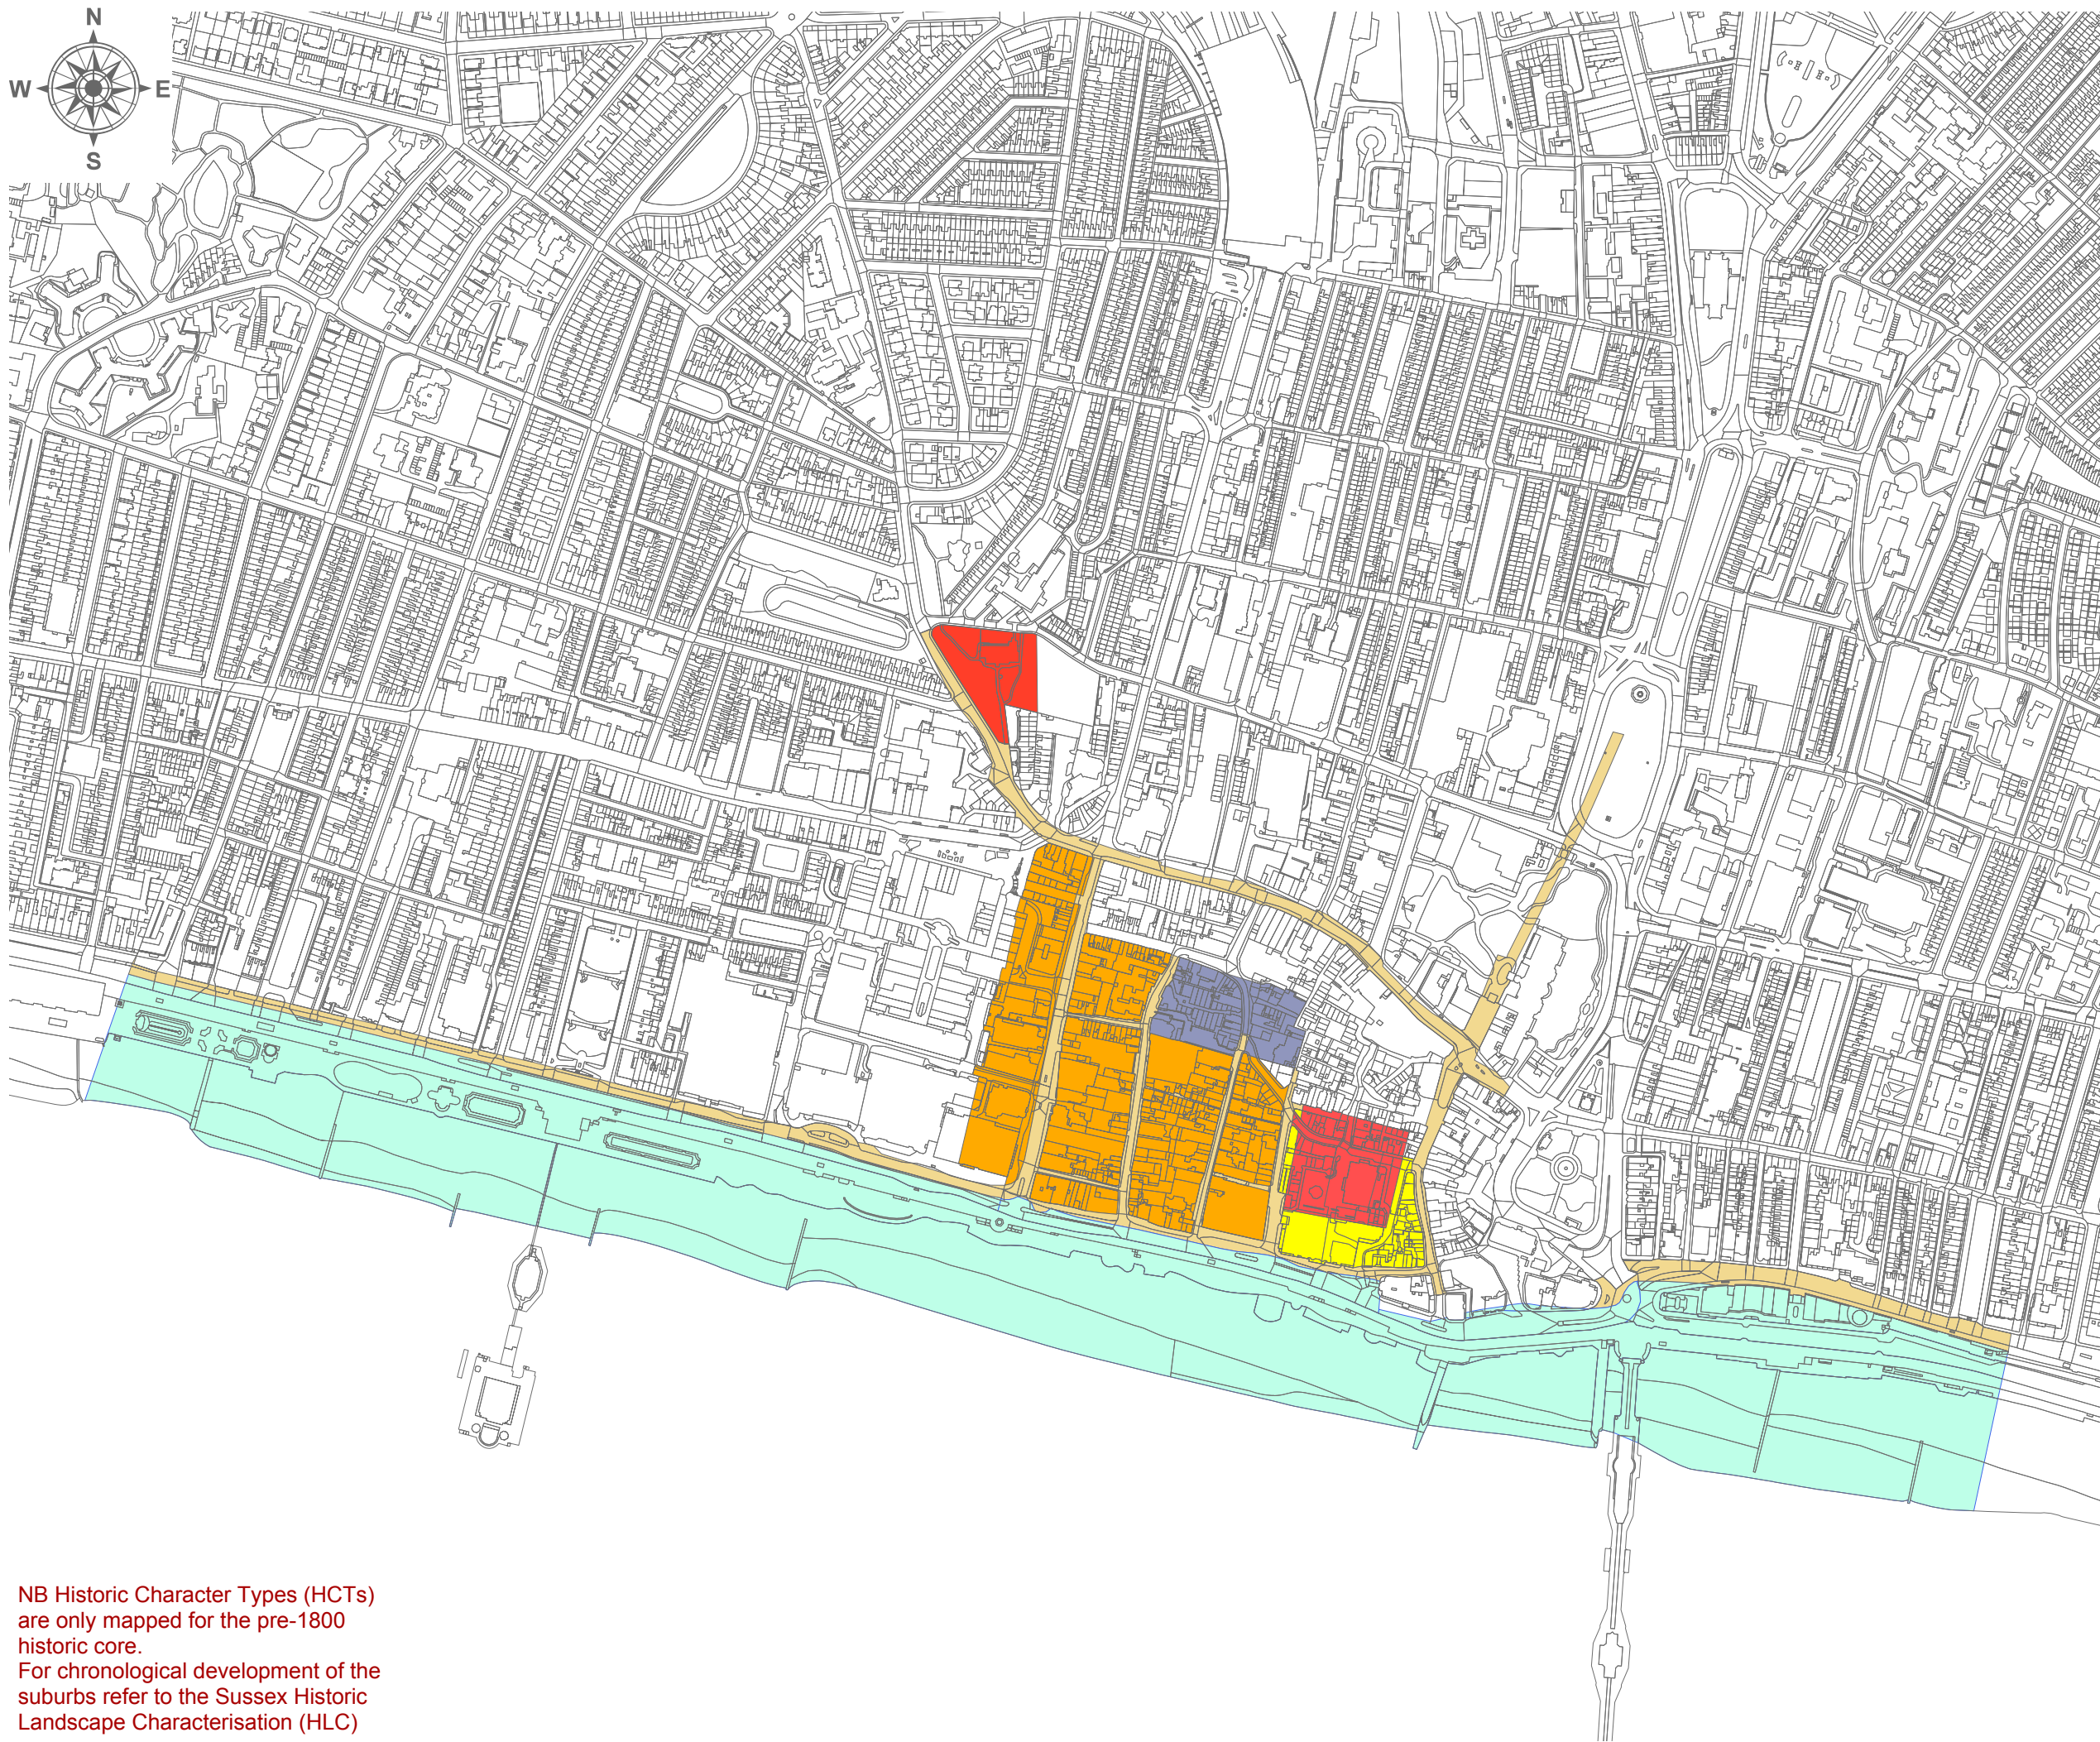 N
W E
S
NB Historic Character Types (HCTs)
are only mapped for the pre-1800
historic core.
For chronological development of the
suburbs refer to the Sussex Historic
Landscape Characterisation (HLC)